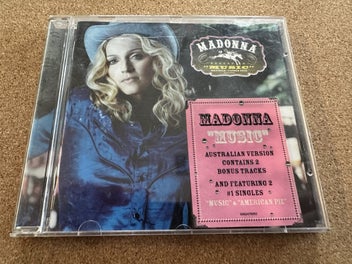 MADONNA
"MUSIC"
MADONNA
"MUSIC"
AUSTRALIAN VERSION
CONTAINS 2
BONUS TRACKS
AND FEATURING 2
#1 SINGLES
"MUSIC" & "AMERICAN PIE"